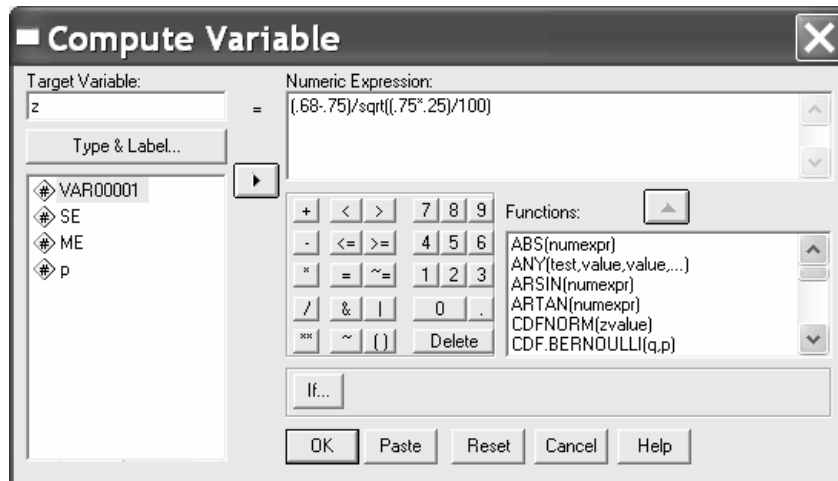 Compute Variable
Target Variable:
z
=
Numeric Expression:
(.68-.75)/sqrt((.75*.25)/100)
Type & Label...
VAR00001
SE
ME
p
+ < > 7 8 9
- <= >= 4 5 6
* = ~= 1 2 3
/ & | 0 .
** ~ () Delete
Functions:
ABS(numexpr)
ANY(test,value,value,...)
ARSIN(numexpr)
ARTAN(numexpr)
CDFNORM(zvalue)
CDF.BERNOULLI(q,p)
If...
OK Paste Reset Cancel Help